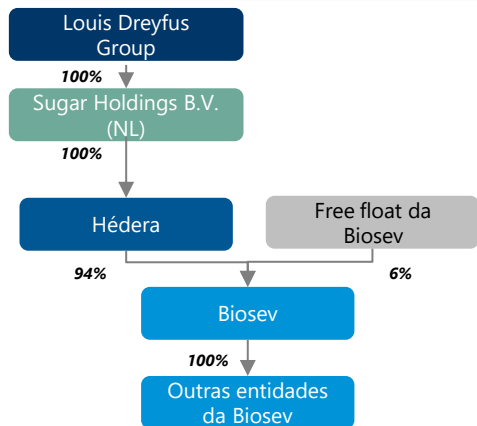 Louis Dreyfus
Group
100%
Sugar Holdings B.V.
(NL)
100%
Hédera
Free float da
Biosev
94%
6%
Biosev
100%
Outras entidades
da Biosev